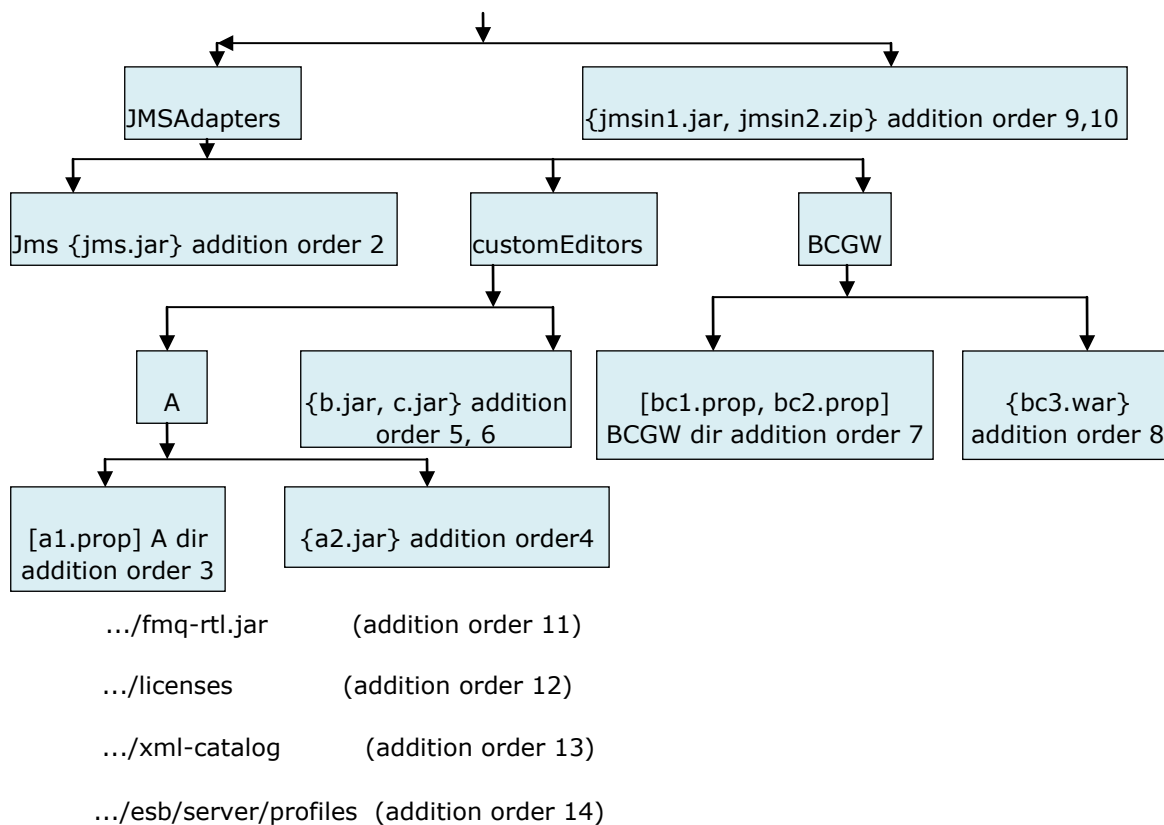 JMSAdapters
{jmsin1.jar, jmsin2.zip} addition order 9,10
Jms {jms.jar} addition order 2
customEditors
BCGW
A
{b.jar, c.jar} addition
order 5, 6
[bc1.prop, bc2.prop]
BCGW dir addition order 7
{bc3.war}
addition order 8
[a1.prop] A dir
addition order 3
{a2.jar} addition order4
.../fmq-rtl.jar (addition order 11)
.../licenses (addition order 12)
.../xml-catalog (addition order 13)
.../esb/server/profiles (addition order 14)